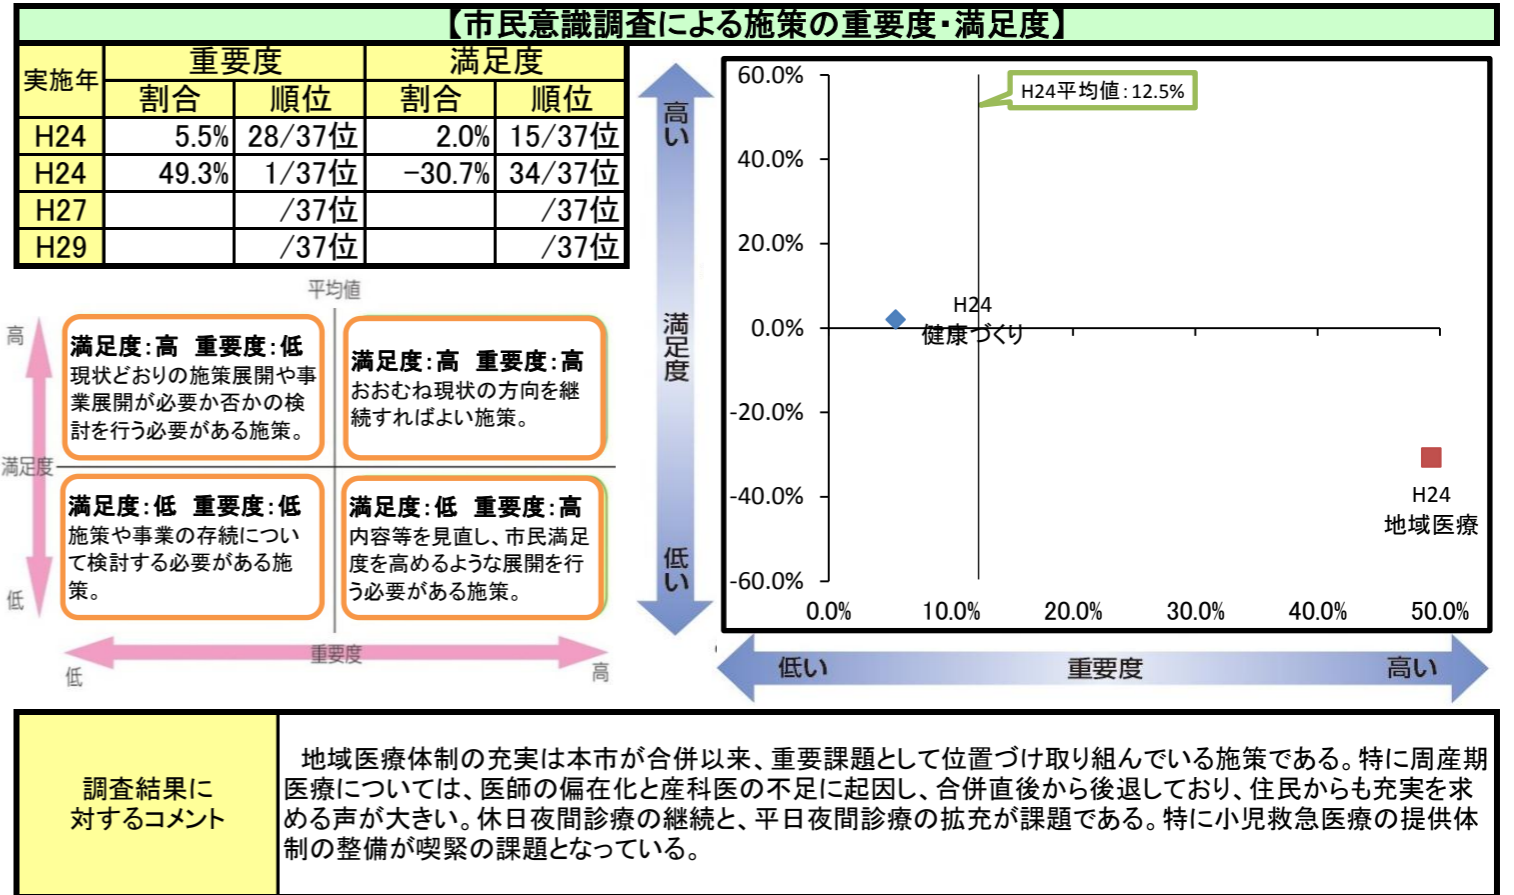 【市民意識調査による施策の重要度・満足度】
実施年 重要度 満足度
割合 順位 割合 順位
H24 5.5% 28/37位 2.0% 15/37位
H24 49.3% 1/37位 -30.7% 34/37位
H27 /37位 /37位
H29 /37位 /37位
平均値
高
満足度
低
満足度:高 重要度:低
現状どおりの施策展開や事
業展開が必要か否かの検
討を行う必要がある施策。
満足度:高 重要度:高
おおむね現状の方向を継
続すればよい施策。
満足度:低 重要度:低
施策や事業の存続につい
て検討する必要がある施
策。
満足度:低 重要度:高
内容等を見直し、市民満足
度を高めるような展開を行
う必要がある施策。
低 重要度 高
高い
満足度
低い
60.0%
40.0%
20.0%
0.0%
-20.0%
-40.0%
-60.0%
H24平均値:12.5%
H24
健康づくり
H24
地域医療
0.0% 10.0% 20.0% 30.0% 40.0% 50.0%
低い 重要度 高い
調査結果に
対するコメント
地域医療体制の充実は本市が合併以来、重要課題として位置づけ取り組んでいる施策である。特に周産期
医療については、医師の偏在化と産科医の不足に起因し、合併直後から後退しており、住民からも充実を求
める声が大きい。休日夜間診療の継続と、平日夜間診療の拡充が課題である。特に小児救急医療の提供体
制の整備が喫緊の課題となっている。